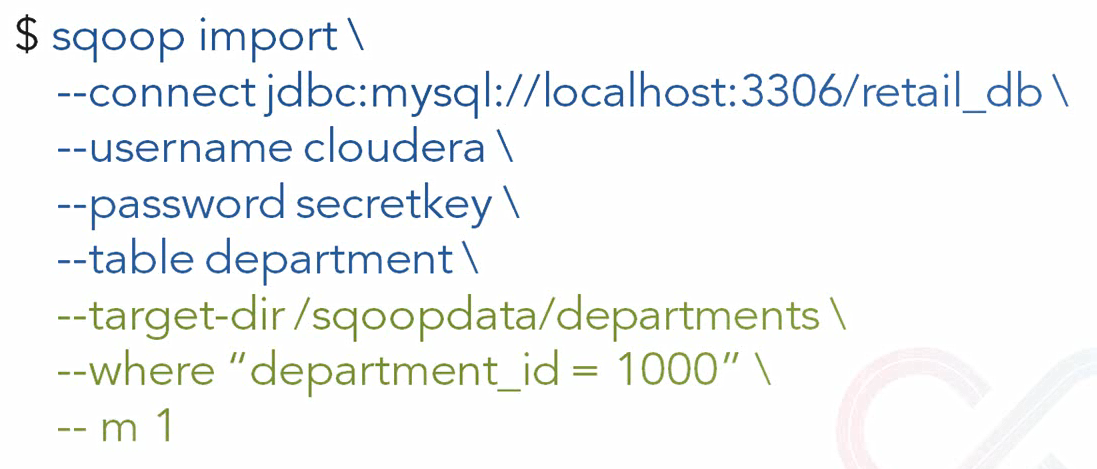 $ sqoop import \
--connect jdbc:mysql://localhost:3306/retail_db \
--username cloudera \
--password secretkey \
--table department \
--target-dir /sqoopdata/departments \
--where “department_id = 1000” \
-- m 1